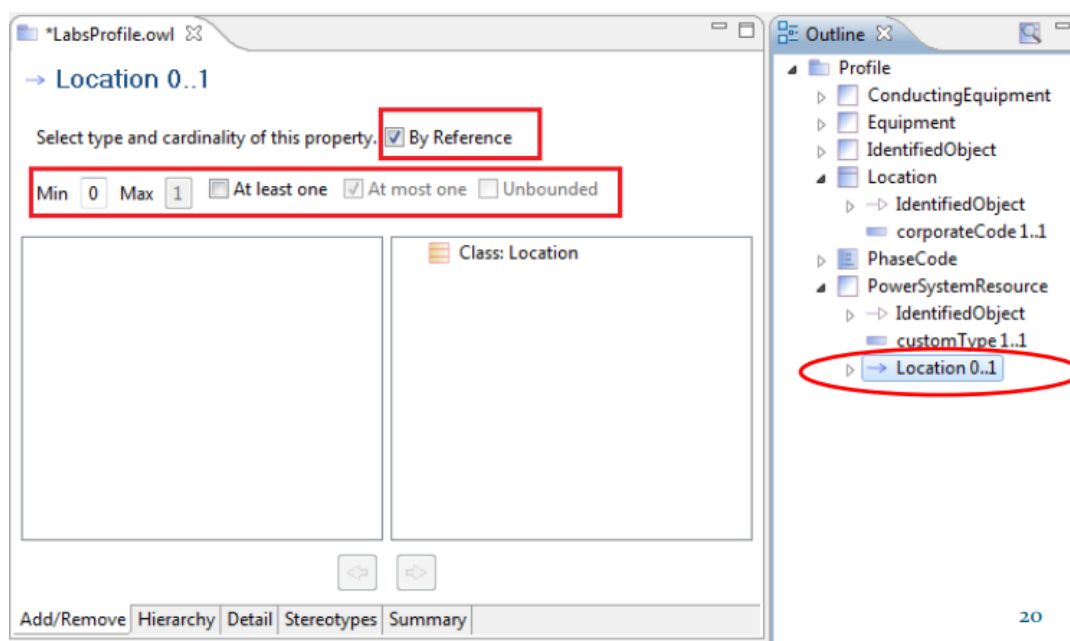 *LabsProfile.owl
Location 0..1
Select type and cardinality of this property. By Reference
Min 0 Max 1 At least one At most one Unbounded
Class: Location
Add/Remove Hierarchy Detail Stereotypes Summary
Outline
Profile
ConductingEquipment
Equipment
IdentifiedObject
Location
IdentifiedObject
corporateCode 1..1
PhaseCode
PowerSystemResource
IdentifiedObject
customType 1..1
Location 0..1
20